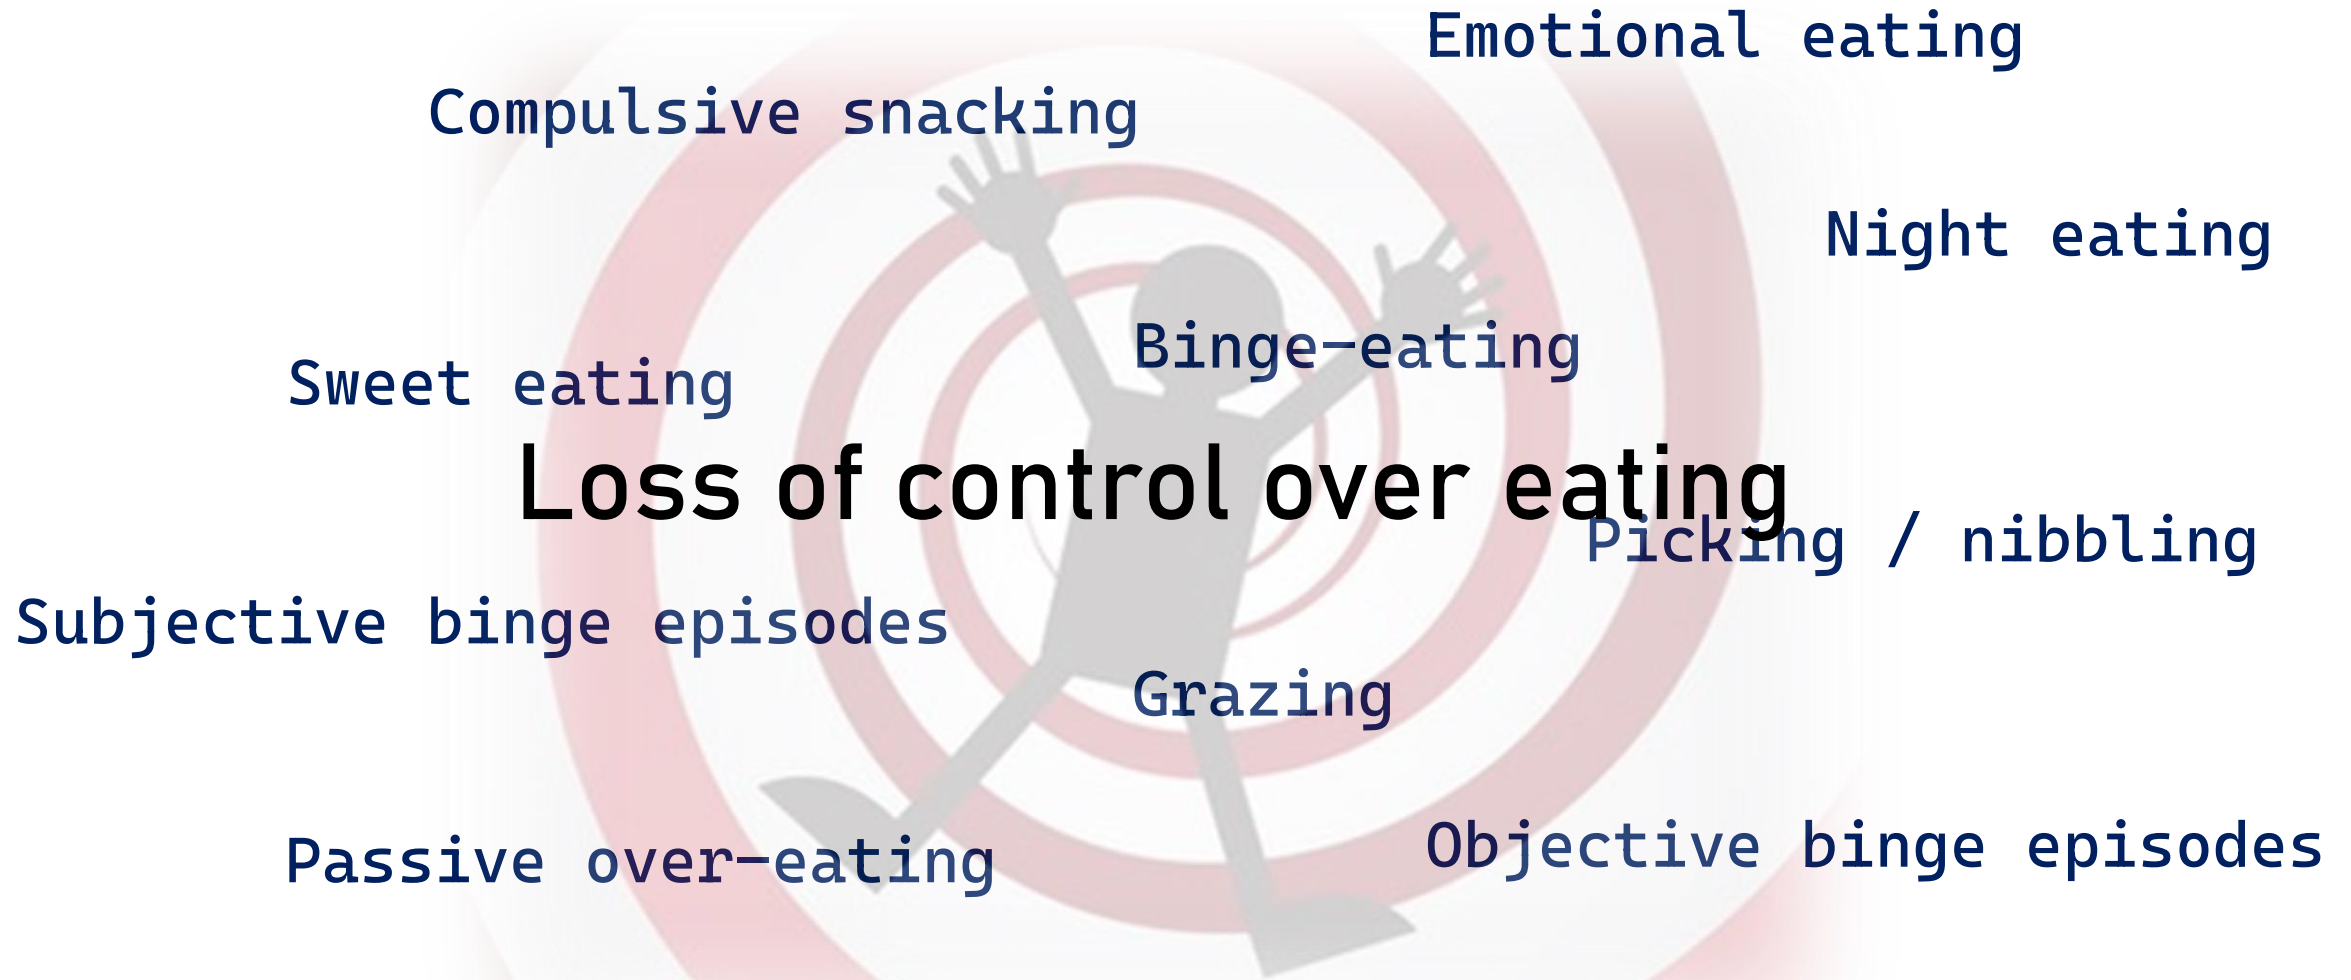 Emotional eating
Compulsive snacking
Night eating
Binge-eating
Sweet eating
Loss of control over eating
Picking / nibbling
Subjective binge episodes
Grazing
Objective binge episodes
Passive over-eating